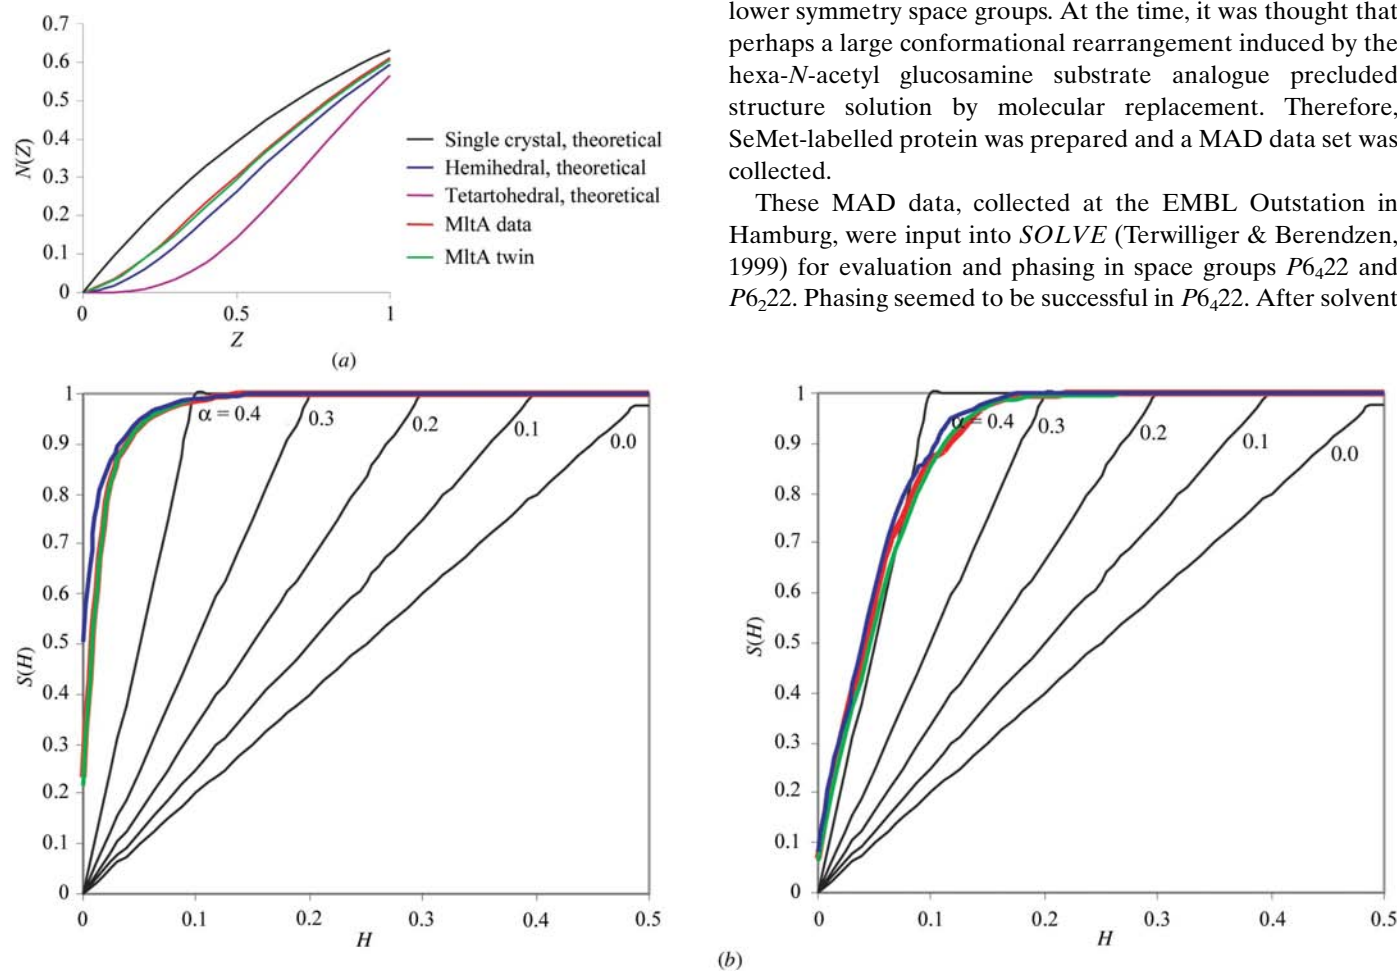 0.7
0.6
0.5
0.4
0.3
0.2
0.1
0
N(Z)
0 0.5 1
Z
(a)
Single crystal, theoretical
Hemihedral, theoretical
Tetartohedral, theoretical
MltA data
MltA twin
lower symmetry space groups. At the time, it was thought that
perhaps a large conformational rearrangement induced by the
hexa-N-acetyl glucosamine substrate analogue precluded
structure solution by molecular replacement. Therefore,
SeMet-labelled protein was prepared and a MAD data set was
collected.
These MAD data, collected at the EMBL Outstation in
Hamburg, were input into SOLVE (Terwilliger & Berendzen,
1999) for evaluation and phasing in space groups P6₄22 and
P6₂22. Phasing seemed to be successful in P6₄22. After solvent
1
0.9
0.8
0.7
0.6
0.5
0.4
0.3
0.2
0.1
0
S(H)
α = 0.4
0.3
0.2
0.1
0.0
0 0.1 0.2 0.3 0.4 0.5
H
1
0.9
0.8
0.7
0.6
0.5
0.4
0.3
0.2
0.1
0
S(H)
α = 0.4
0.3
0.2
0.1
0.0
0 0.1 0.2 0.3 0.4 0.5
H
(b)